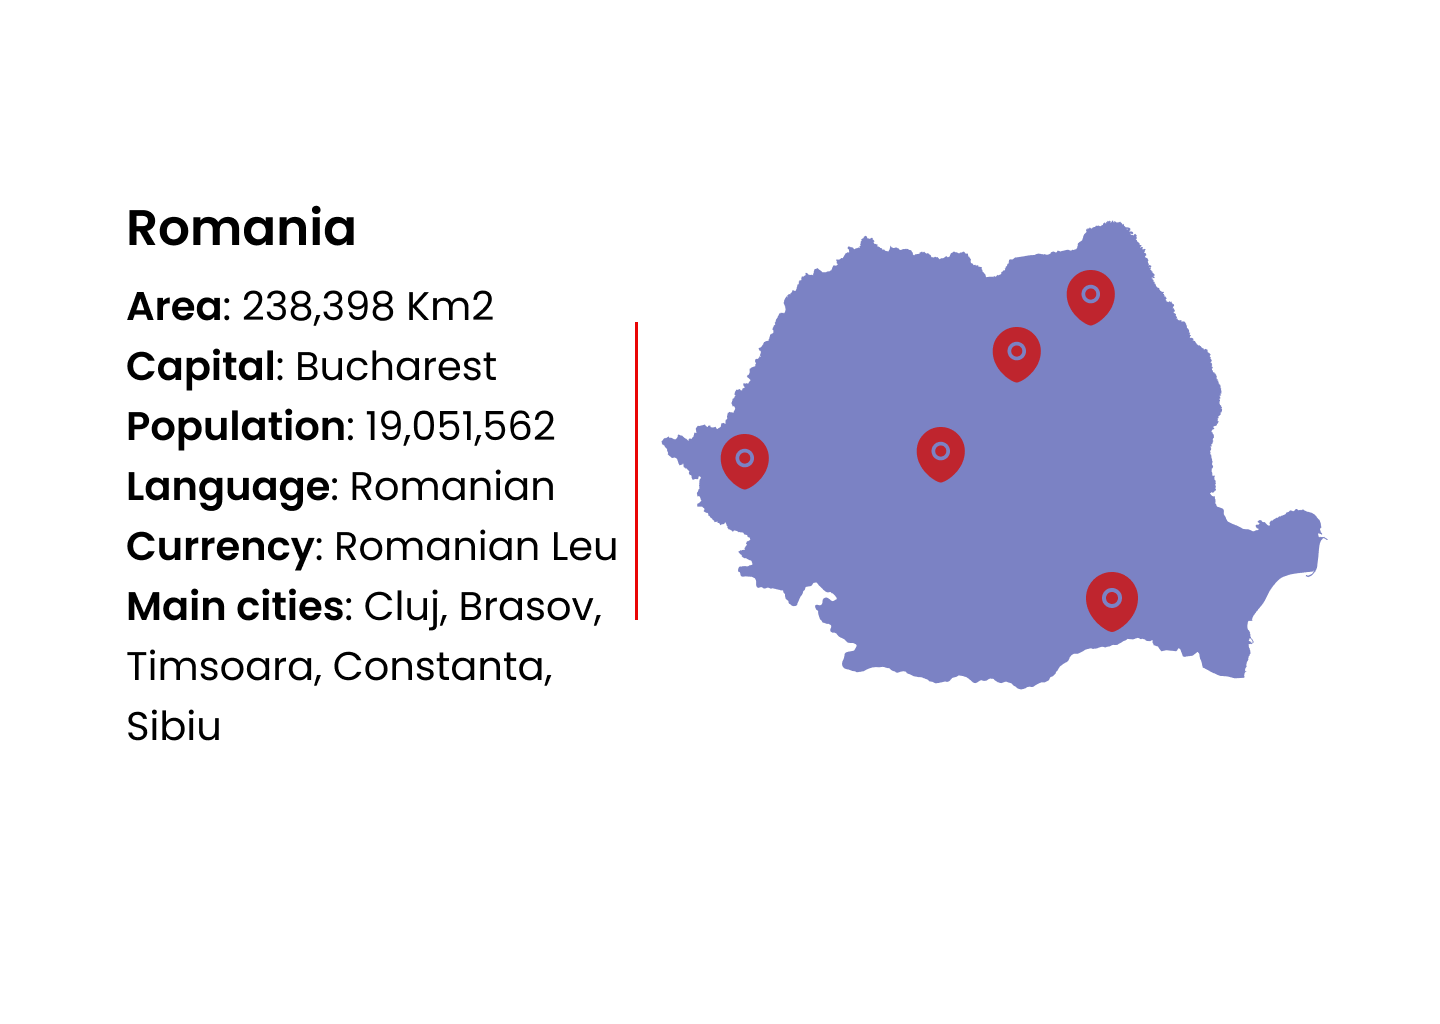 Romania
Area: 238,398 Km2
Capital: Bucharest
Population: 19,051,562
Language: Romanian
Currency: Romanian Leu
Main cities: Cluj, Brasov,
Timsoara, Constanta,
Sibiu